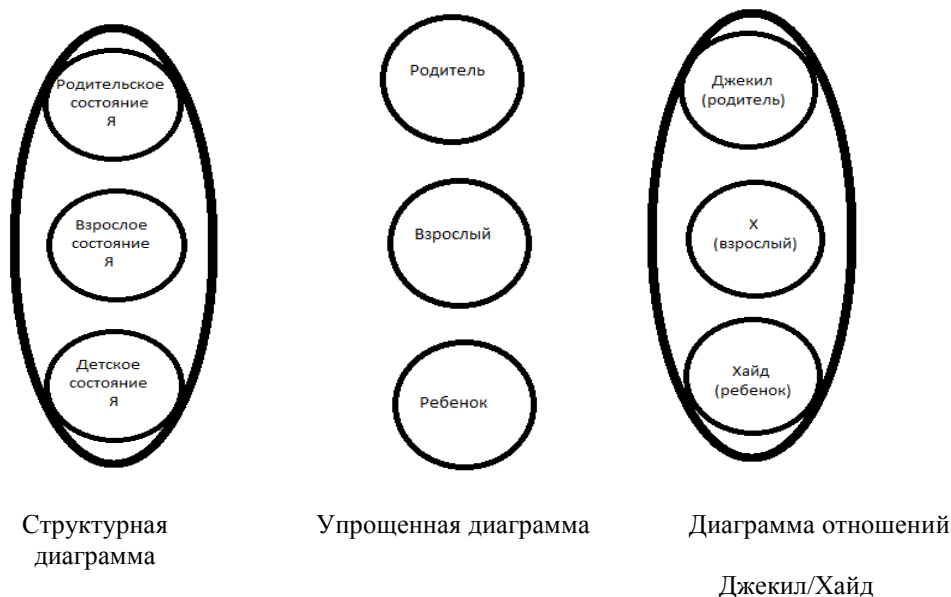 Родительское
состояние
Я
Взрослое
состояние
Я
Детское
состояние
Я
Родитель
Взрослый
Ребенок
Джекил
(родитель)
Х
(взрослый)
Хайд
(ребенок)
Структурная
диаграмма
Упрощенная диаграмма
Диаграмма отношений
Джекил/Хайд